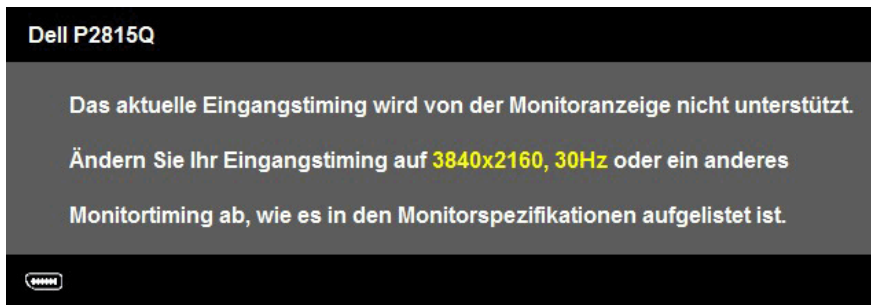 Dell P2815Q
Das aktuelle Eingangstiming wird von der Monitoranzeige nicht unterstützt.
Ändern Sie Ihr Eingangstiming auf 3840x2160, 30Hz oder ein anderes
Monitortiming ab, wie es in den Monitorspezifikationen aufgelistet ist.